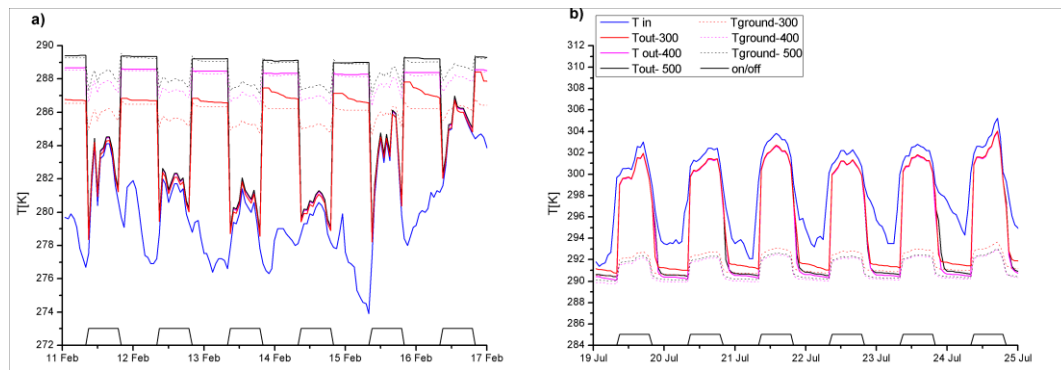 a)
T[K]
290
288
286
284
282
280
278
276
274
272
11 Feb 12 Feb 13 Feb 14 Feb 15 Feb 16 Feb 17 Feb
b)
T in Tground-300
Tout-300 Tground-400
T out-400 Tground- 500
Tout- 500 on/off
T[K]
312
310
308
306
304
302
300
298
296
294
292
290
288
286
284
19 Jul 20 Jul 21 Jul 22 Jul 23 Jul 24 Jul 25 Jul